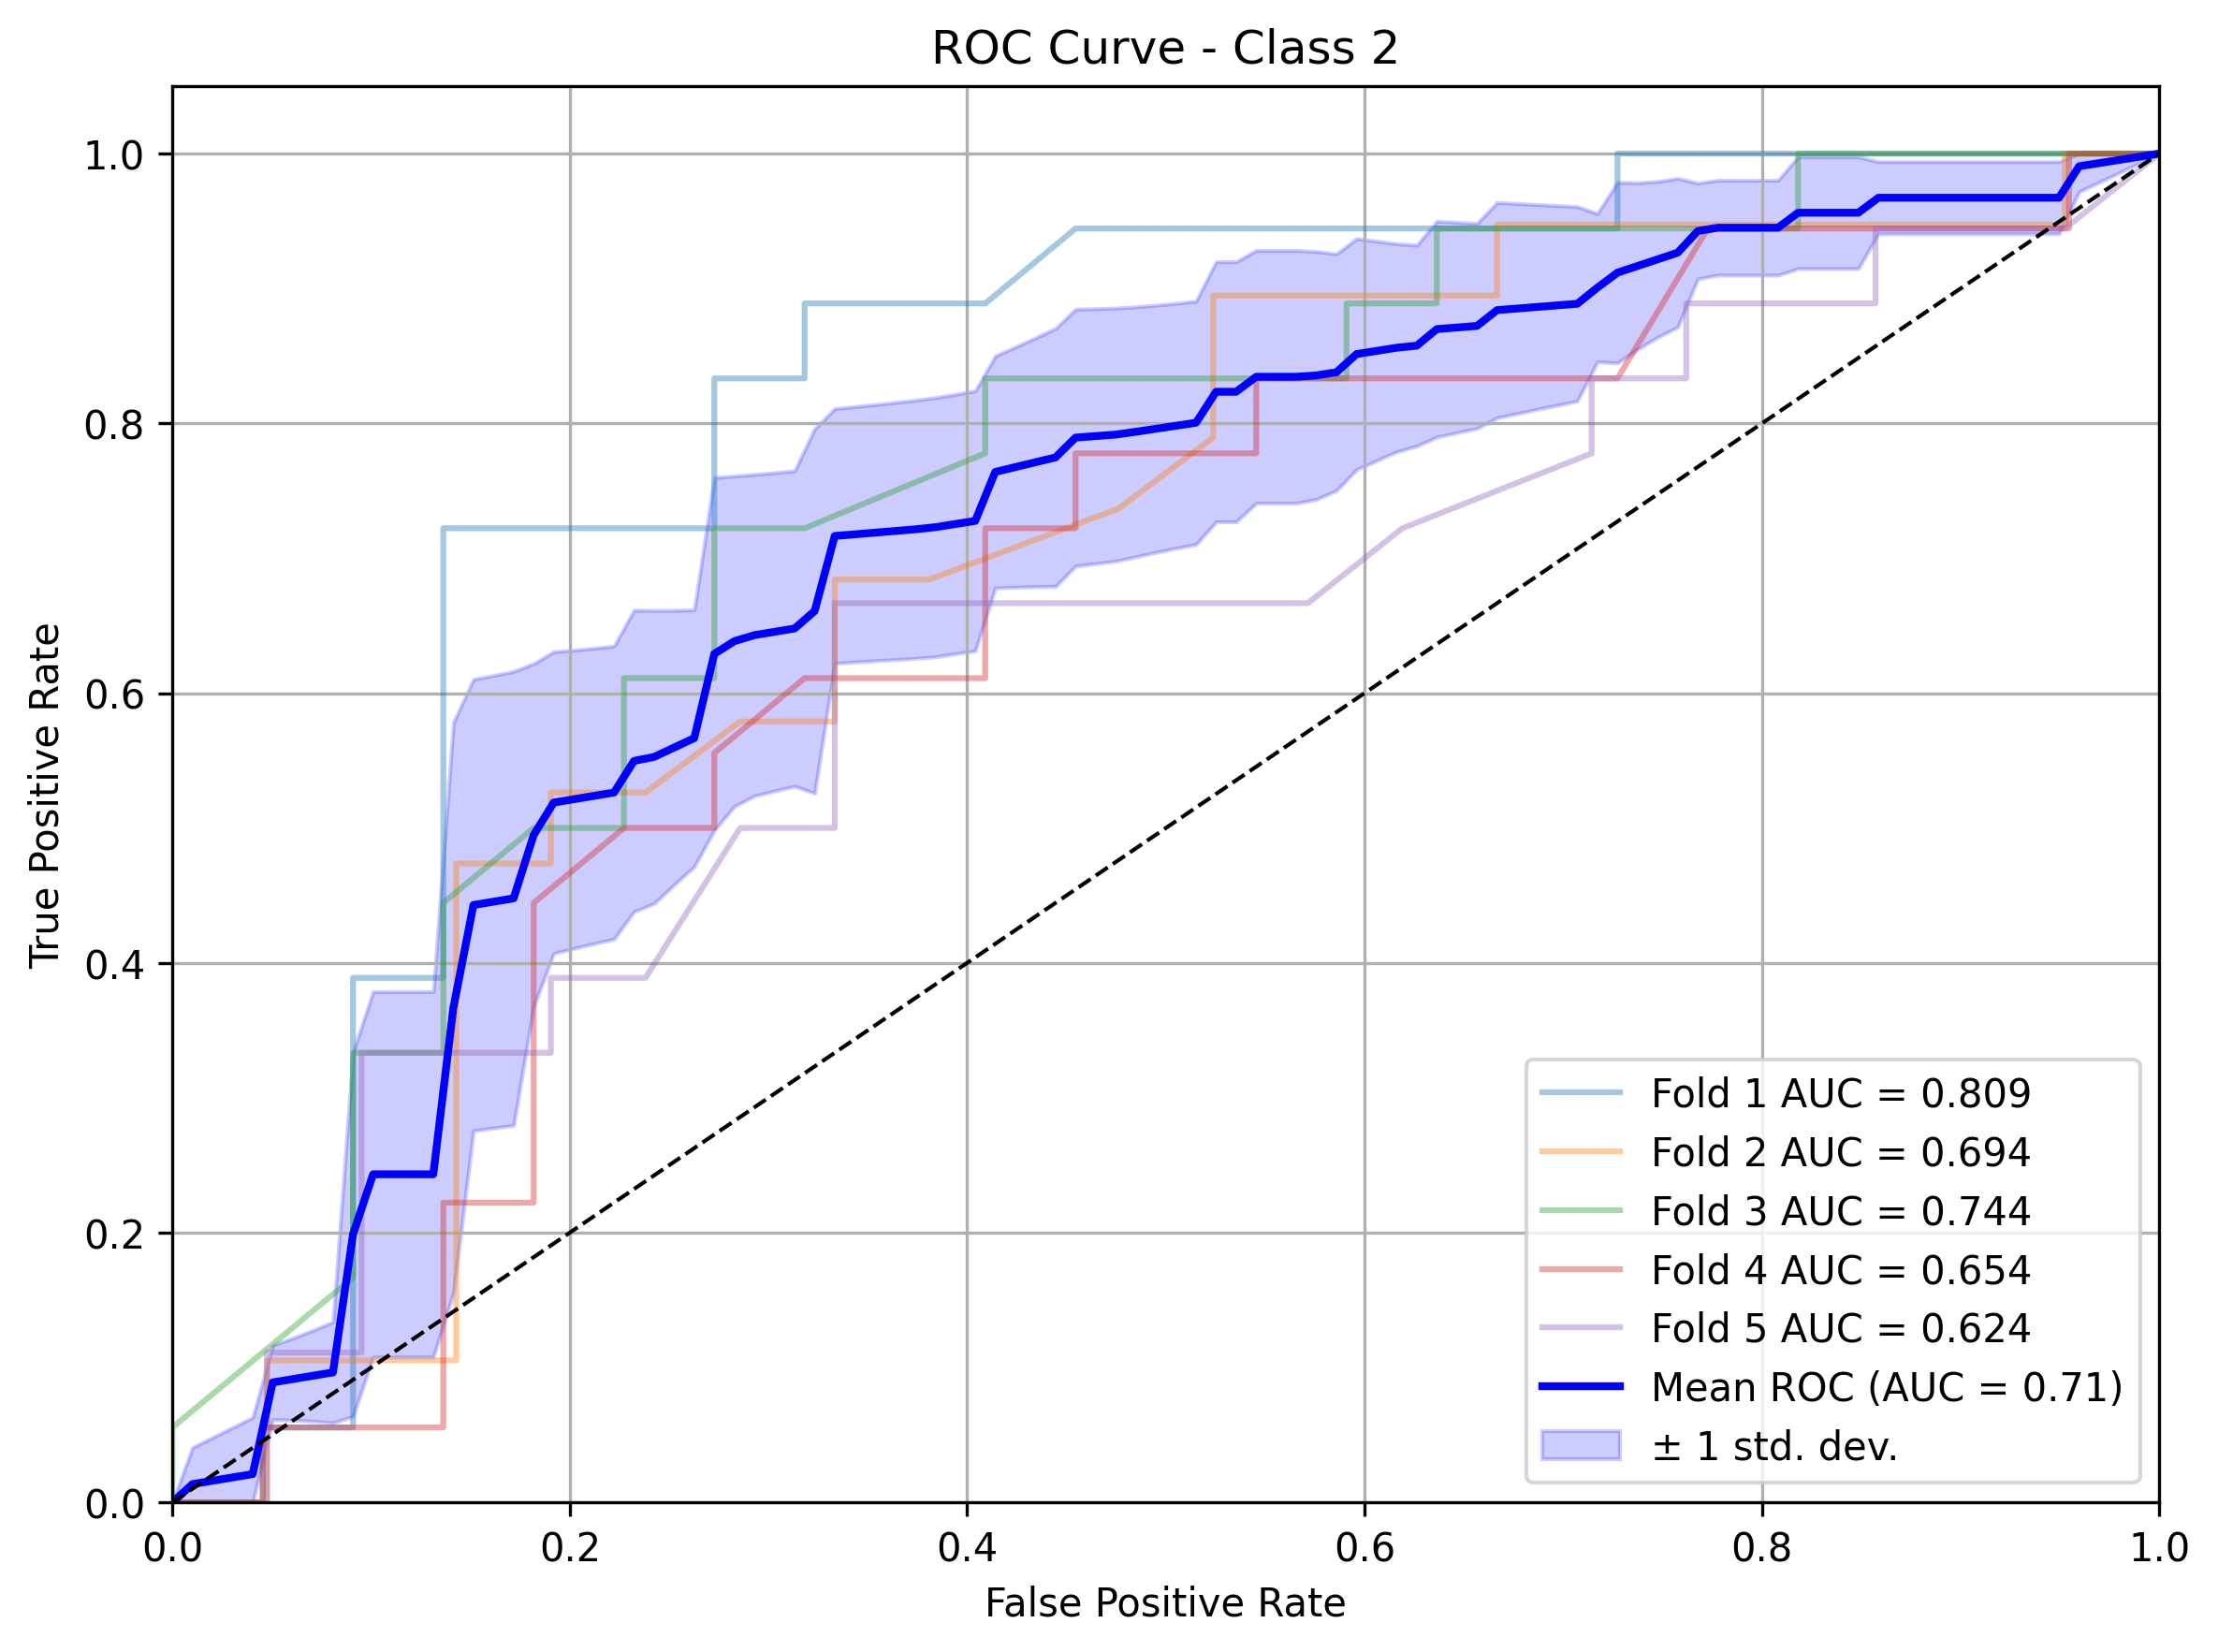 ROC Curve - Class 2
True Positive Rate
1.0
0.8
0.6
0.4
0.2
0.0
0.0 0.2 0.4 0.6 0.8 1.0
False Positive Rate
Fold 1 AUC = 0.809
Fold 2 AUC = 0.694
Fold 3 AUC = 0.744
Fold 4 AUC = 0.654
Fold 5 AUC = 0.624
Mean ROC (AUC = 0.71)
± 1 std. dev.